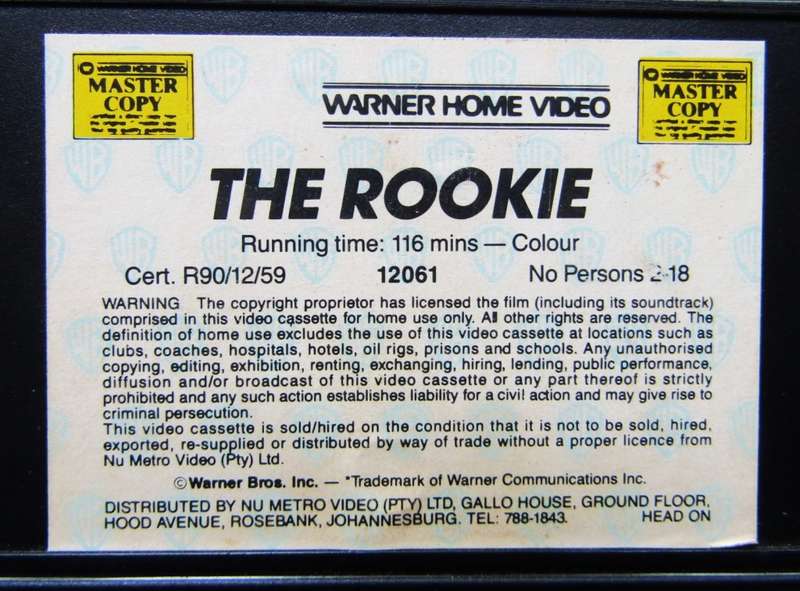 WARNER HOME VIDEO
MASTER
COPY
WARNER HOME VIDEO
WARNER HOME VIDEO
MASTER
COPY
THE ROOKIE
Running time: 116 mins — Colour
Cert. R90/12/59 12061 No Persons 2-18
WARNING The copyright proprietor has licensed the film (including its soundtrack)
comprised in this video cassette for home use only. All other rights are reserved. The
definition of home use excludes the use of this video cassette at locations such as
clubs, coaches, hospitals, hotels, oil rigs, prisons and schools. Any unauthorised
copying, editing, exhibition, renting, exchanging, hiring, lending, public performance,
diffusion and/or broadcast of this video cassette or any part thereof is strictly
prohibited and any such action establishes liability for a civil action and may give rise to
criminal persecution.
This video cassette is sold/hired on the condition that it is not to be sold, hired,
exported, re-supplied or distributed by way of trade without a proper licence from
Nu Metro Video (Pty) Ltd.
©Warner Bros. Inc. — *Trademark of Warner Communications Inc.
DISTRIBUTED BY NU METRO VIDEO (PTY) LTD, GALLO HOUSE, GROUND FLOOR,
HOOD AVENUE, ROSEBANK, JOHANNESBURG. TEL: 788-1843. HEAD ON